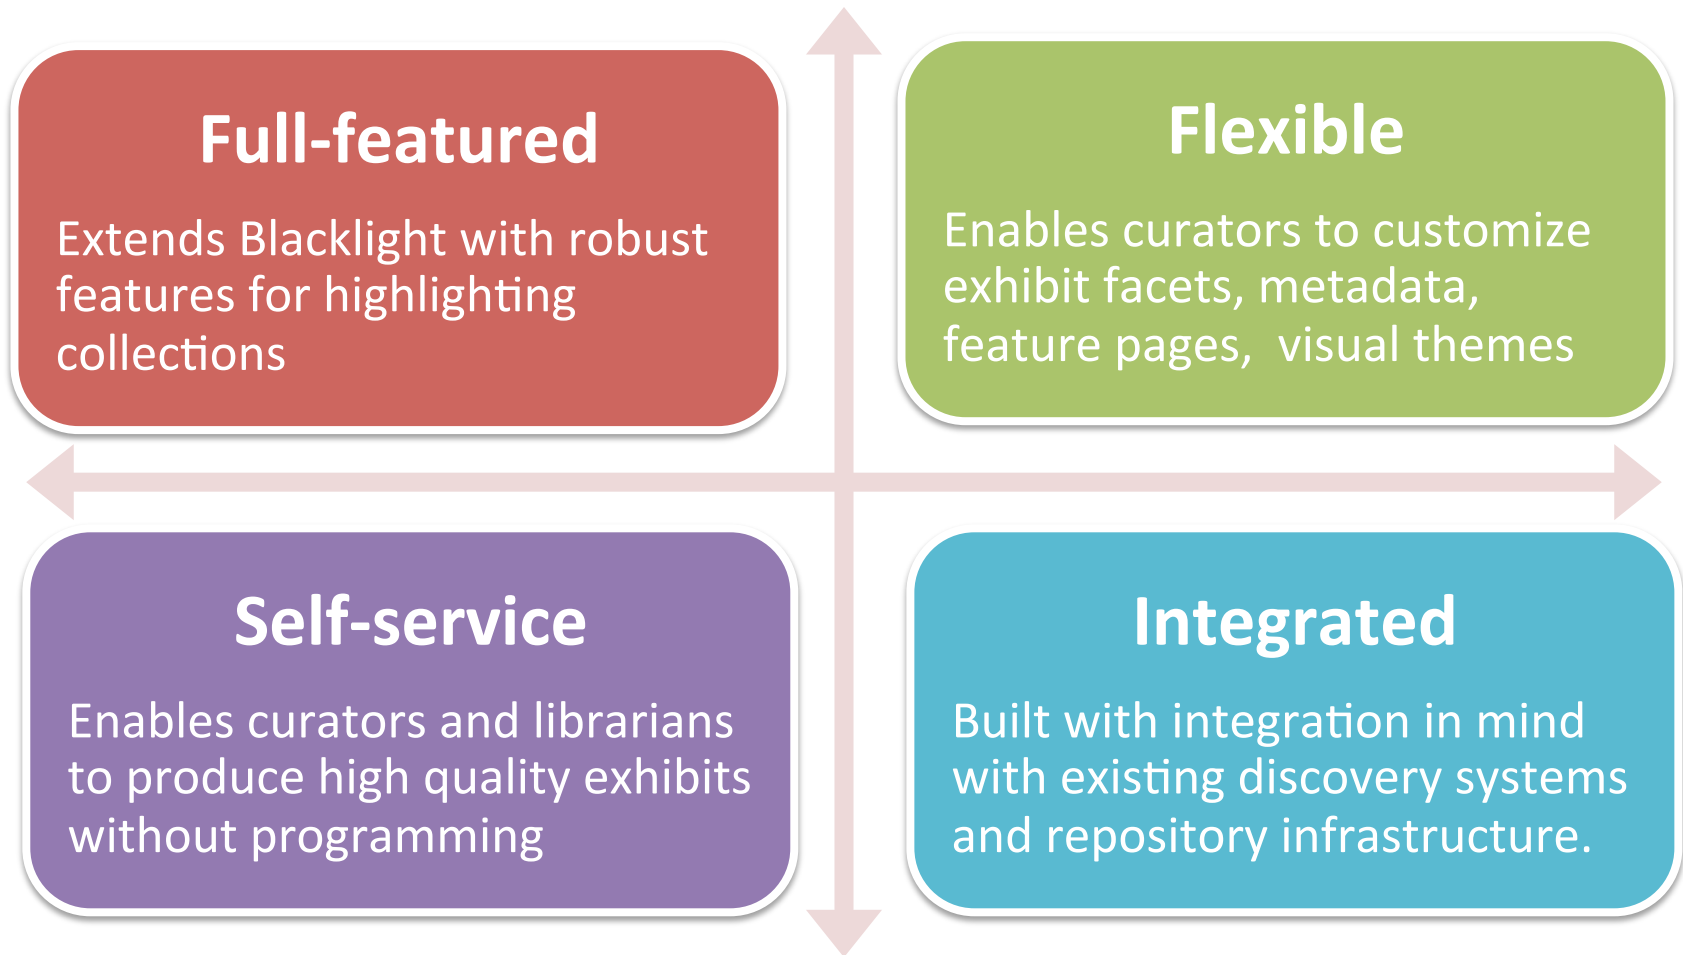 Full-featured
Extends Blacklight with robust
features for highlighting
collections
Flexible
Enables curators to customize
exhibit facets, metadata,
feature pages,  visual themes
Self-service
Enables curators and librarians
to produce high quality exhibits
without programming
Integrated
Built with integration in mind
with existing discovery systems
and repository infrastructure.